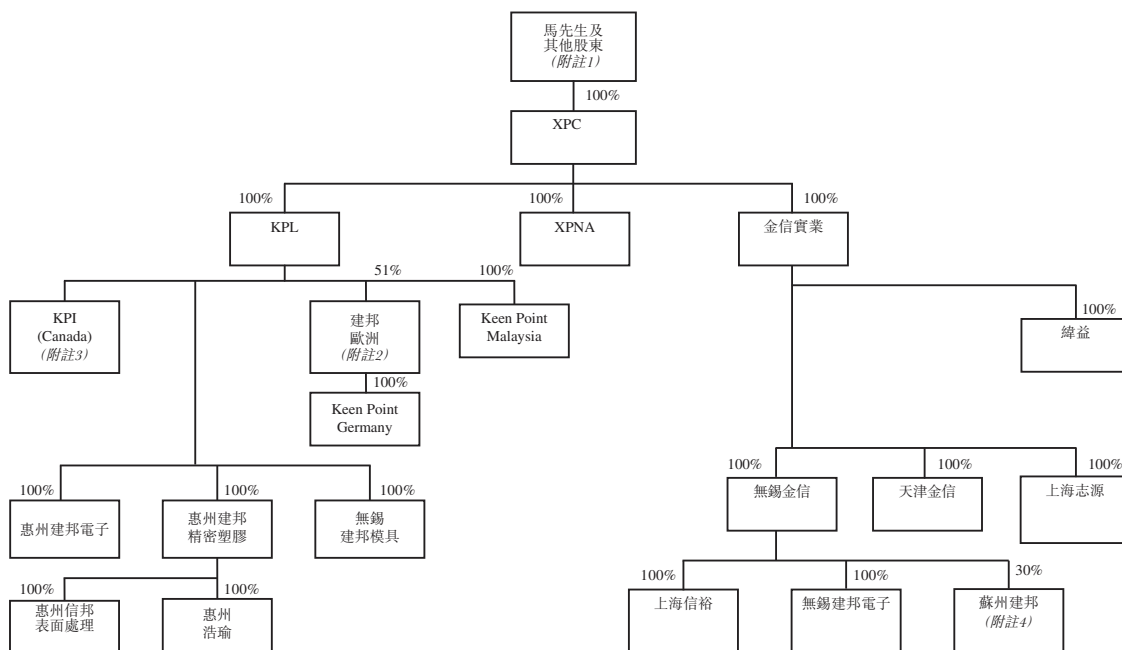 馬先生及
其他股東
(附註1)
100%
XPC
100%
100%
100%
KPL
XPNA
金信實業
51%
100%
KPI
(Canada)
(附註3)
建邦
歐洲
(附註2)
Keen Point
Malaysia
100%
緯益
100%
Keen Point
Germany
100%
100%
100%
惠州建邦電子
惠州建邦
精密塑膠
無錫
建邦模具
100%
100%
100%
無錫金信
天津金信
上海志源
100%
100%
惠州信邦
表面處理
惠州
浩瑜
100%
100%
30%
上海信裕
無錫建邦電子
蘇州建邦
(附註4)